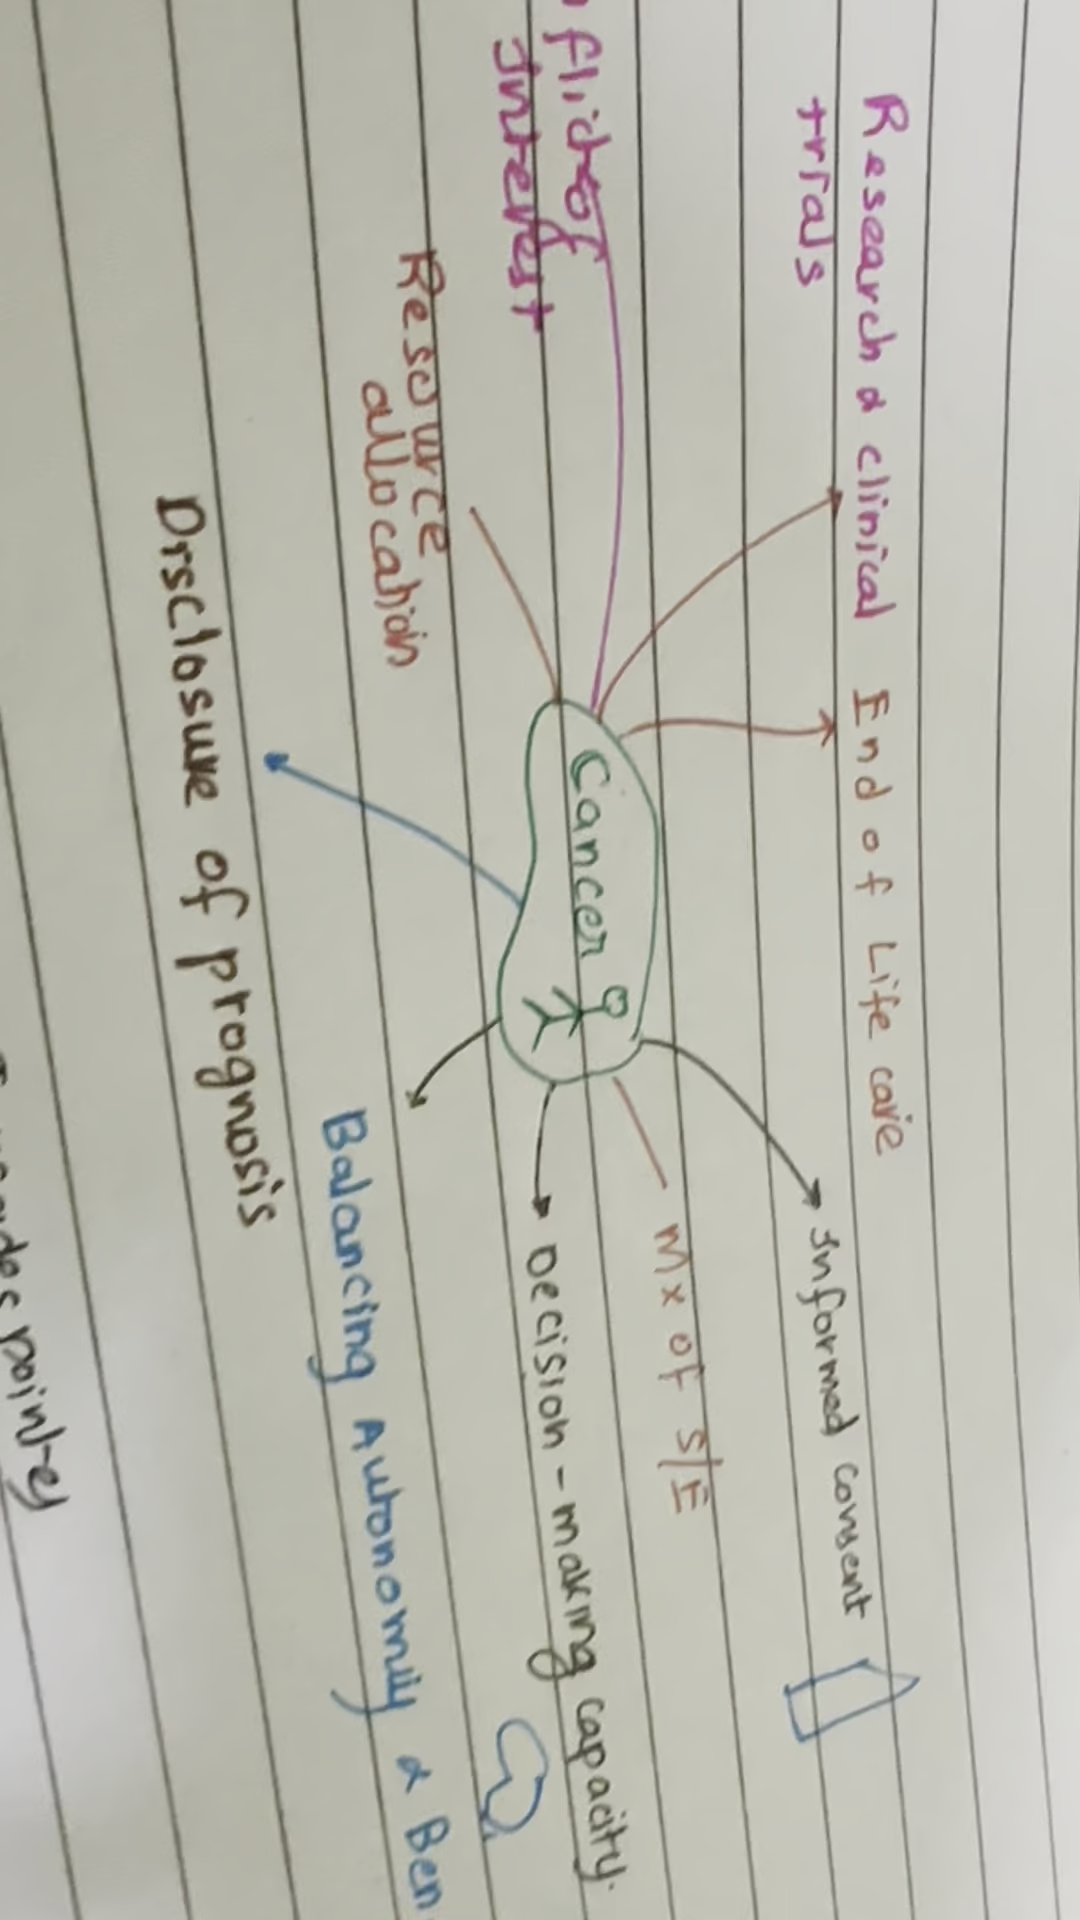 Research & clinical
trials
End of Life care
flict of
Interest
Resource
allocation
Cancer
Informed consent
Mx of S/E
Decision-making capacity.
Balancing Autonomy & Ben
Disclosure of prognosis